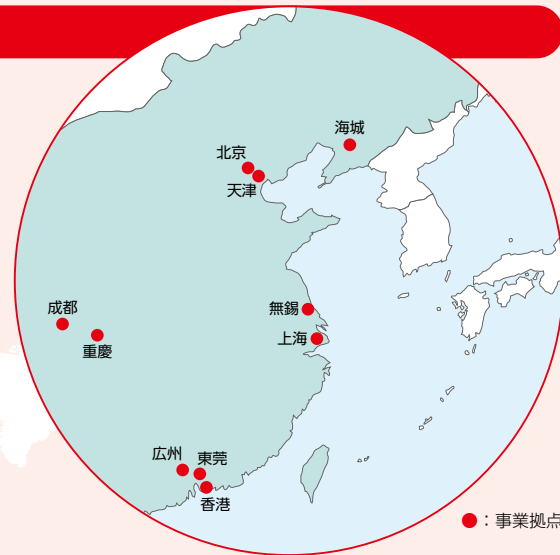 海城
北京
天津
成都
無錫
重慶
上海
広州
東莞
香港
●：事業拠点